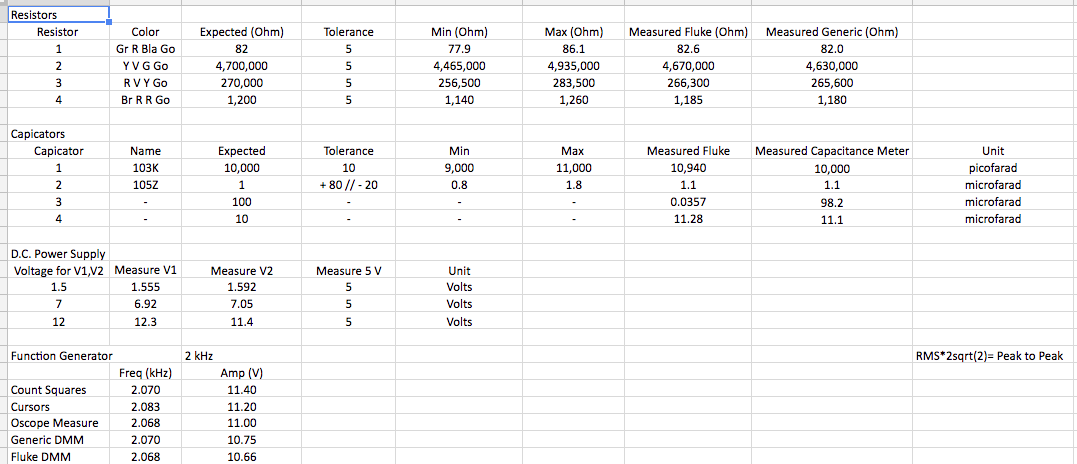 Resistors
Resistor Color Expected (Ohm) Tolerance Min (Ohm) Max (Ohm) Measured Fluke (Ohm) Measured Generic (Ohm)
1 Gr R Bla Go 82 5 77.9 86.1 82.6 82.0
2 Y V G Go 4,700,000 5 4,465,000 4,935,000 4,670,000 4,630,000
3 R V Y Go 270,000 5 256,500 283,500 266,300 265,600
4 Br R R Go 1,200 5 1,140 1,260 1,185 1,180
Capicators
Capicator Name Expected Tolerance Min Max Measured Fluke Measured Capacitance Meter Unit
1 103K 10,000 10 9,000 11,000 10,940 10,000 picofarad
2 105Z 1 + 80 // - 20 0.8 1.8 1.1 1.1 microfarad
3 - 100 - - - 0.0357 98.2 microfarad
4 - 10 - - - 11.28 11.1 microfarad
D.C. Power Supply
Voltage for V1,V2 Measure V1 Measure V2 Measure 5 V Unit
1.5 1.555 1.592 5 Volts
7 6.92 7.05 5 Volts
12 12.3 11.4 5 Volts
Function Generator 2 kHz RMS*2sqrt(2)= Peak to Peak
Freq (kHz) Amp (V)
Count Squares 2.070 11.40
Cursors 2.083 11.20
Oscope Measure 2.068 11.00
Generic DMM 2.070 10.75
Fluke DMM 2.068 10.66